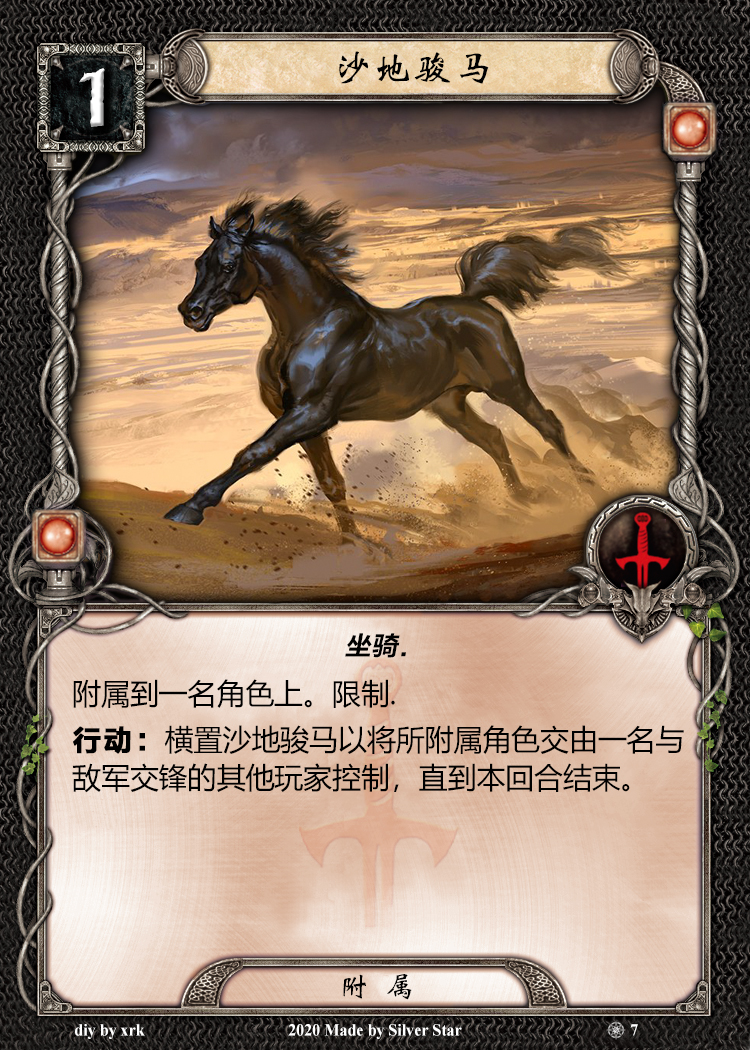 1
沙地骏马
坐骑.
附属到一名角色上。限制.
行动：横置沙地骏马以将所附属角色交由一名与
敌军交锋的其他玩家控制，直到本回合结束。
附 属
diy by xrk
2020 Made by Silver Star
7